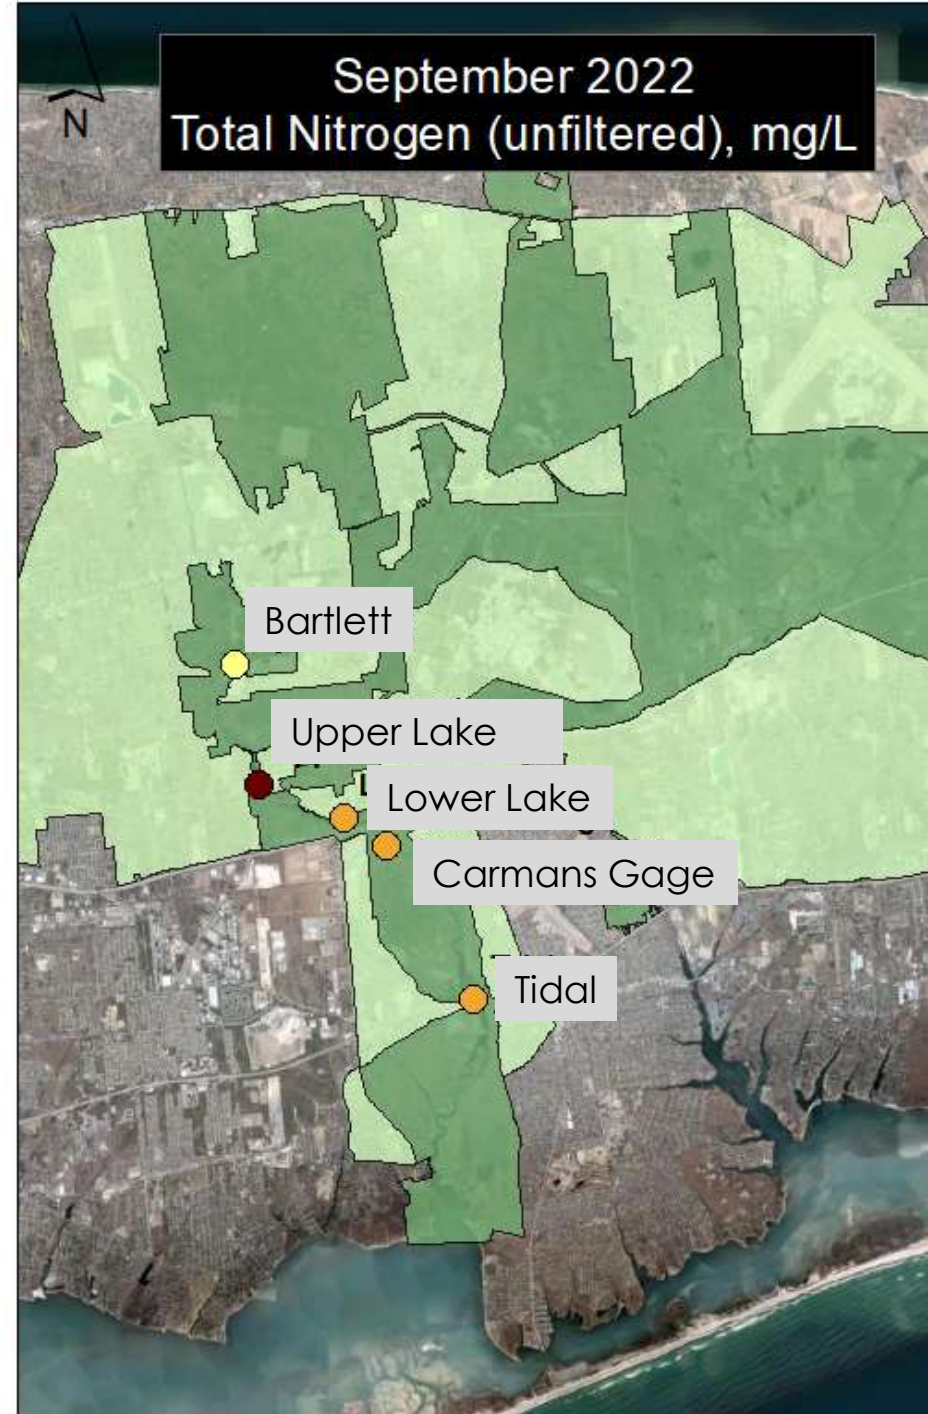 September 2022
Total Nitrogen (unfiltered), mg/L
N
Bartlett
Upper Lake
Lower Lake
Carmans Gage
Tidal